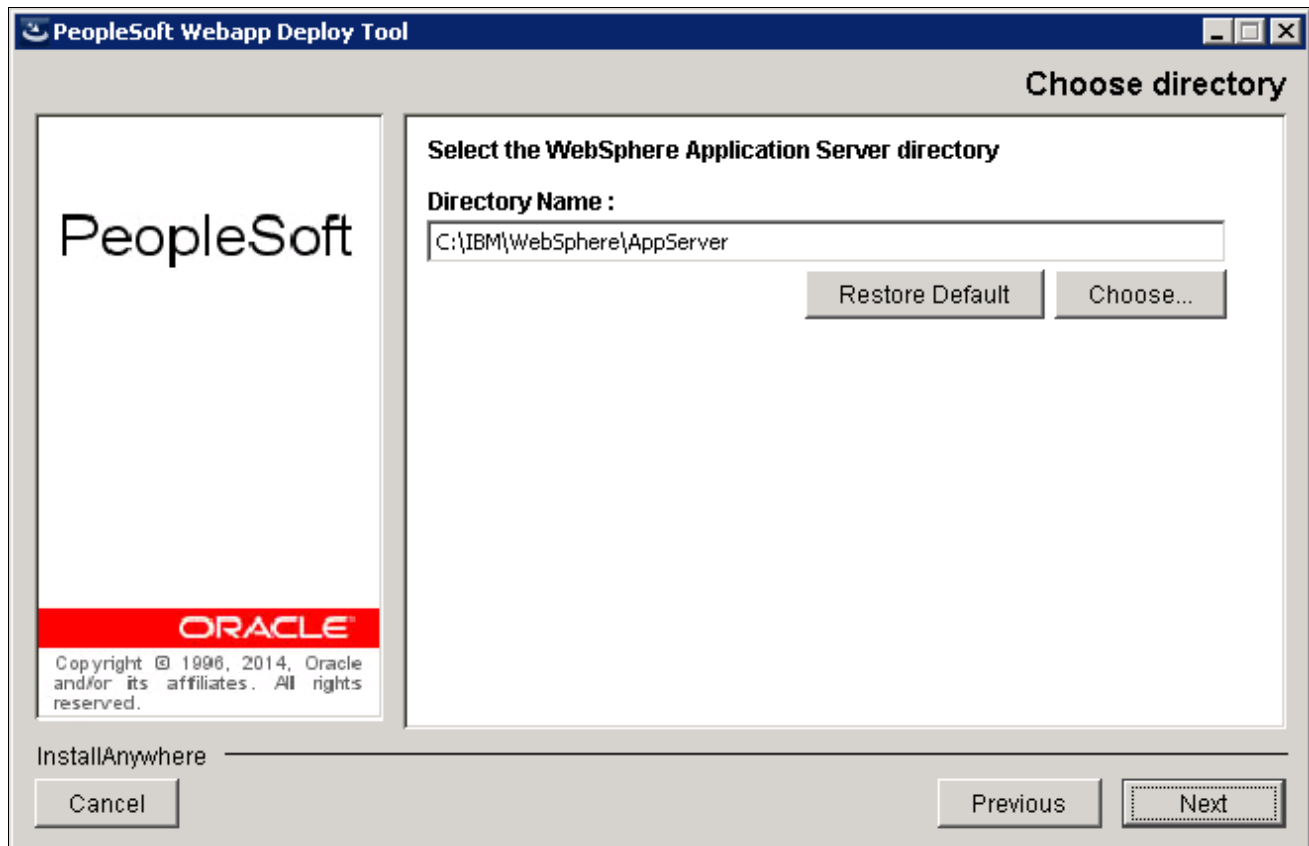 PeopleSoft Webapp Deploy Tool
Choose directory
PeopleSoft
ORACLE
Copyright © 1996, 2014, Oracle
and/or its affiliates. All rights
reserved.
Select the WebSphere Application Server directory
Directory Name :
C:\IBM\WebSphere\AppServer
Restore Default
Choose...
InstallAnywhere
Cancel
Previous
Next